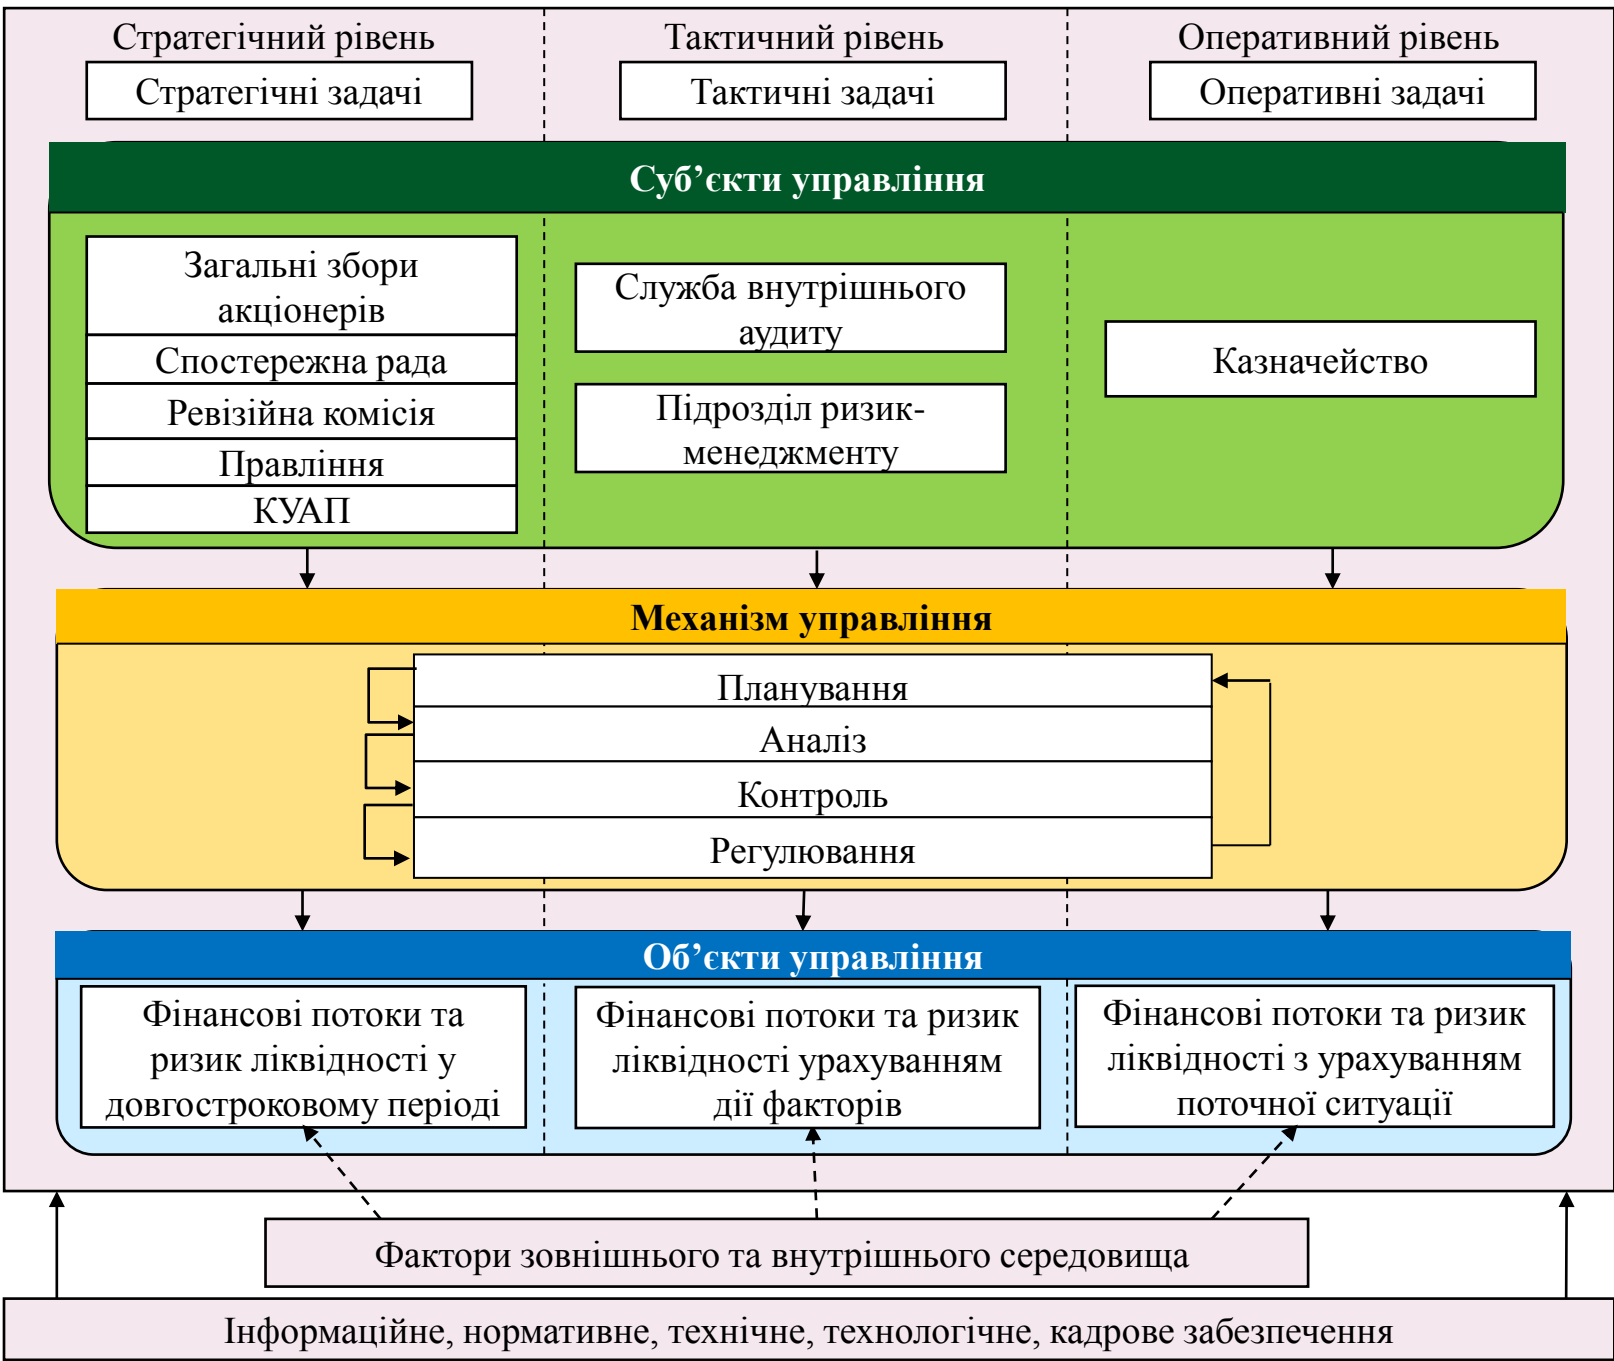 Стратегічний рівень
Тактичний рівень
Оперативний рівень
Стратегічні задачі
Тактичні задачі
Оперативні задачі
Суб’єкти управління
Загальні збори
акціонерів
Спостережна рада
Ревізійна комісія
Правління
КУАП
Служба внутрішнього
аудиту
Підрозділ ризик-
менеджменту
Казначейство
Механізм управління
Планування
Аналіз
Контроль
Регулювання
Об’єкти управління
Фінансові потоки та
ризик ліквідності у
довгостроковому періоді
Фінансові потоки та ризик
ліквідності урахуванням
дії факторів
Фінансові потоки та ризик
ліквідності з урахуванням
поточної ситуації
Фактори зовнішнього та внутрішнього середовища
Інформаційне, нормативне, технічне, технологічне, кадрове забезпечення